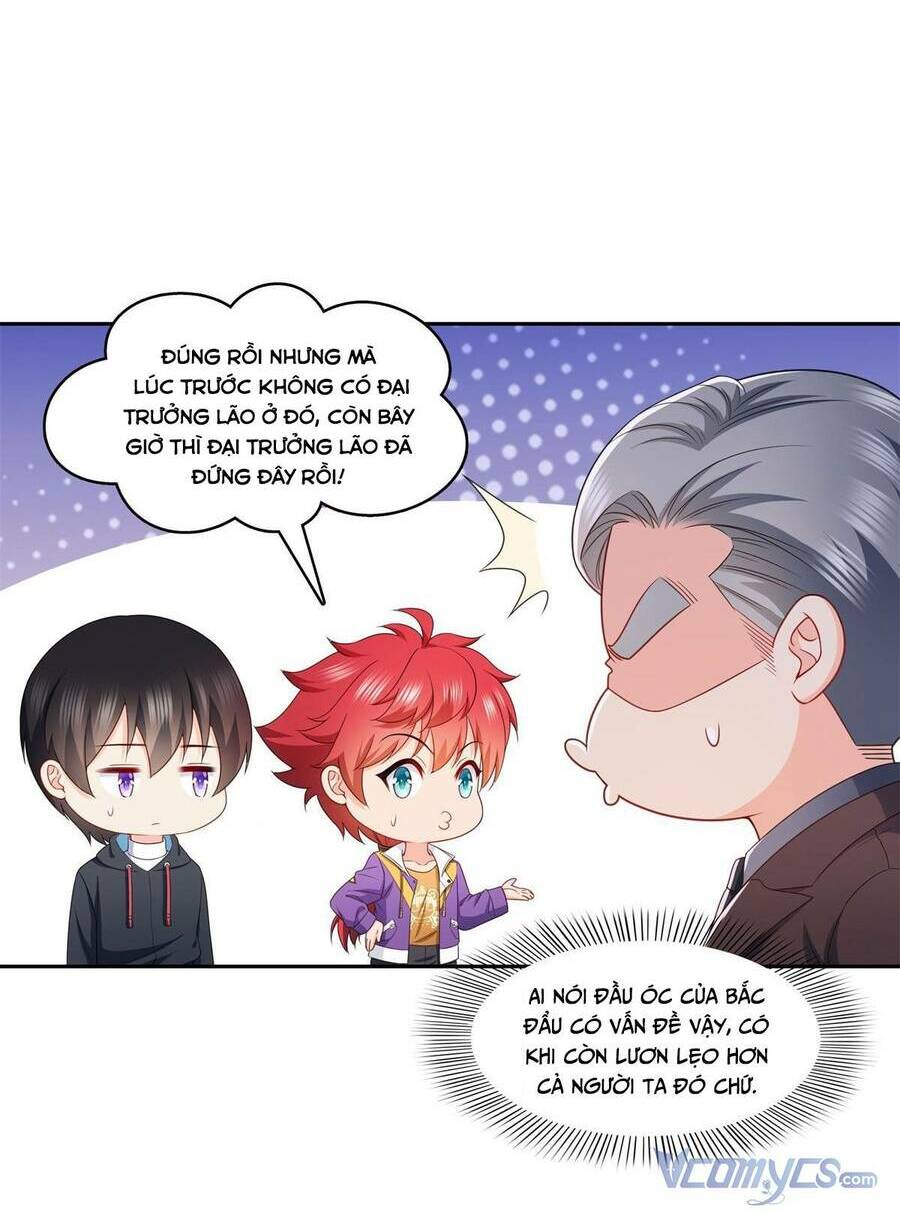 ĐÚNG RỒI NHƯNG MÀ
LÚC TRƯỚC KHÔNG CÓ ĐẠI
TRƯỞNG LÃO Ở ĐÓ, CÒN BÂY
GIỜ THÌ ĐẠI TRƯỞNG LÃO ĐÃ
ĐỨNG ĐÂY RỒI!
AI NÓI ĐẦU ÓC CỦA BẮC
ĐẨU CÓ VẤN ĐỀ VẬY, CÓ
KHI CÒN LƯƠN LẸO HƠN
CẢ NGƯỜI TA ĐÓ CHỨ.
VCOMYCS.com